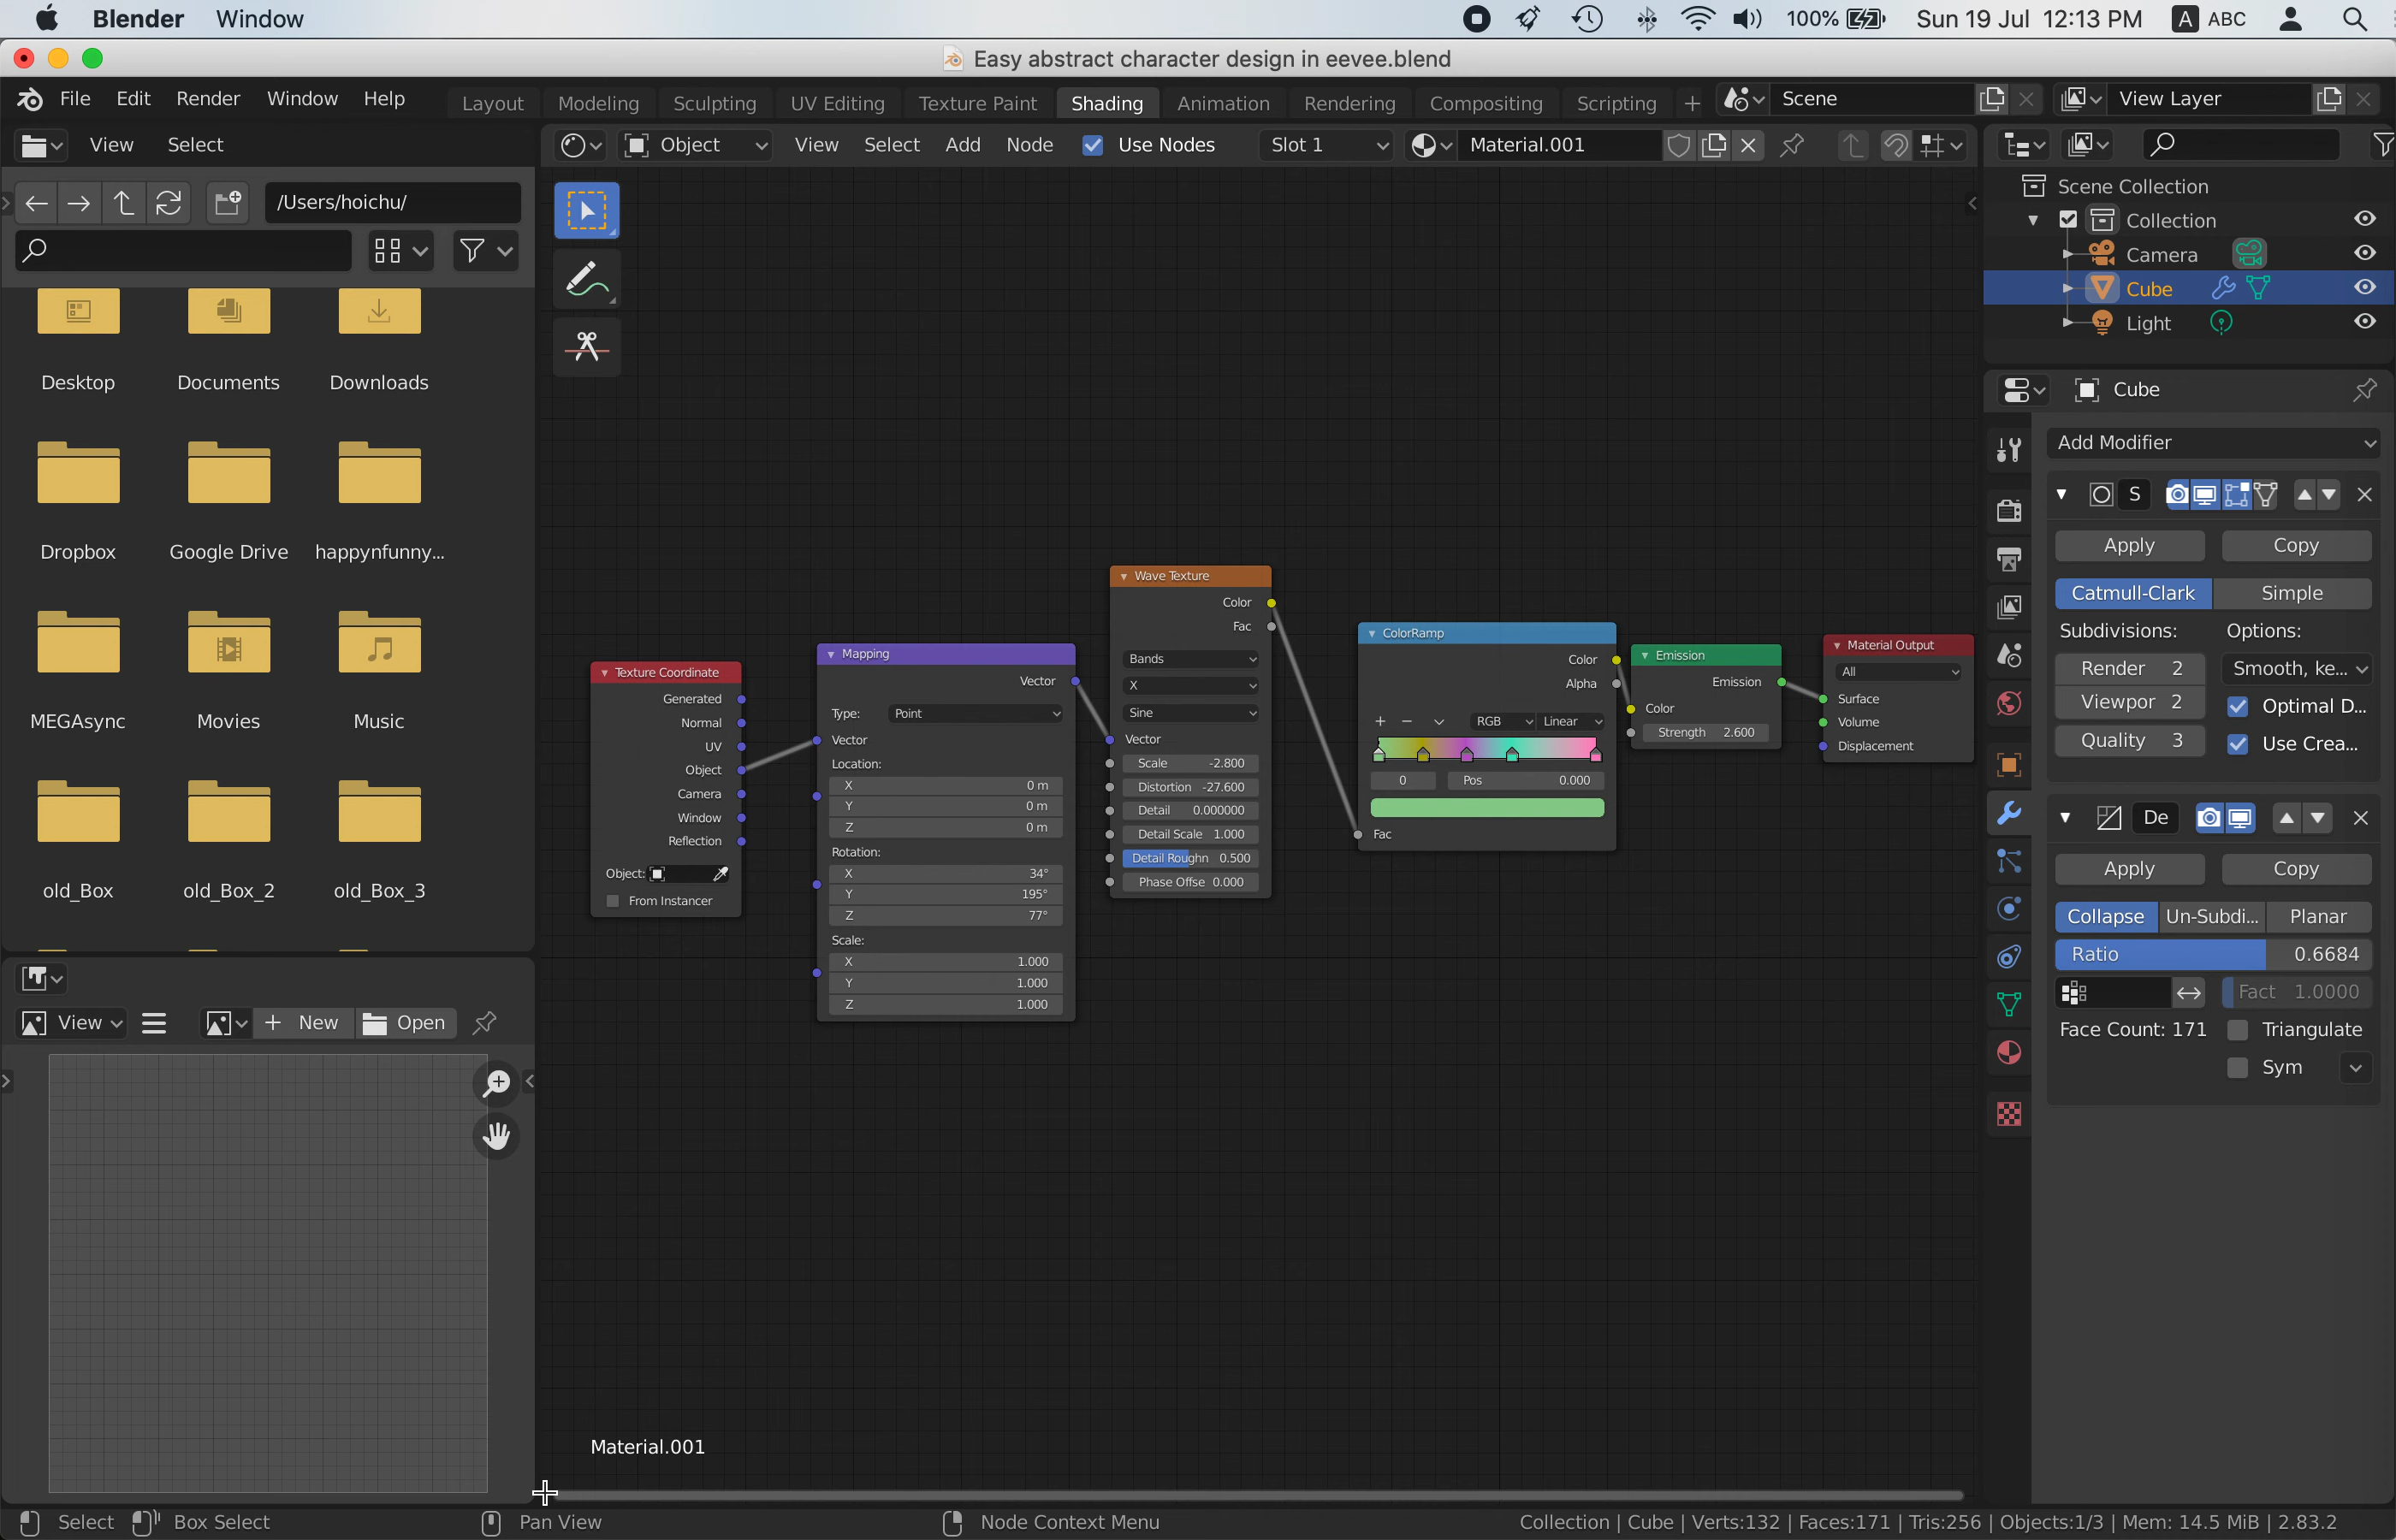 Blender Window 100% Sun 19 Jul 12:13 PM A ABC
Easy abstract character design in eevee.blend
File Edit Render Window Help Layout Modeling Sculpting UV Editing Texture Paint Shading Animation Rendering Compositing Scripting + Scene View Layer
View Select Object View Select Add Node Use Nodes Slot 1 Material.001
/Users/hoichu/
Desktop Documents Downloads
Dropbox Google Drive happynfunny...
MEGAsync Movies Music
old_Box old_Box_2 old_Box_3
View New Open
Texture Coordinate
Generated
Normal
UV
Object
Camera
Window
Reflection
Object:
From Instancer
Mapping
Vector
Type: Point
Vector
Location:
X 0 m
Y 0 m
Z 0 m
Rotation:
X 34°
Y 195°
Z 77°
Scale:
X 1.000
Y 1.000
Z 1.000
Wave Texture
Color
Fac
Bands
X
Sine
Vector
Scale -2.800
Distortion -27.600
Detail 0.000000
Detail Scale 1.000
Detail Roughn 0.500
Phase Offse 0.000
ColorRamp
Color
Alpha
+ − RGB Linear
0 Pos 0.000
Fac
Emission
Emission
Color
Strength 2.600
Material Output
All
Surface
Volume
Displacement
Material.001
Scene Collection
Collection
Camera
Cube
Light
Cube
Add Modifier
S
Apply Copy
Catmull-Clark Simple
Subdivisions: Options:
Render 2 Smooth, ke...
Viewpor 2 Optimal D...
Quality 3 Use Crea...
De
Apply Copy
Collapse Un-Subdi... Planar
Ratio 0.6684
Fact 1.0000
Face Count: 171 Triangulate
Sym
Select Box Select Pan View Node Context Menu Collection | Cube | Verts:132 | Faces:171 | Tris:256 | Objects:1/3 | Mem: 14.5 MiB | 2.83.2